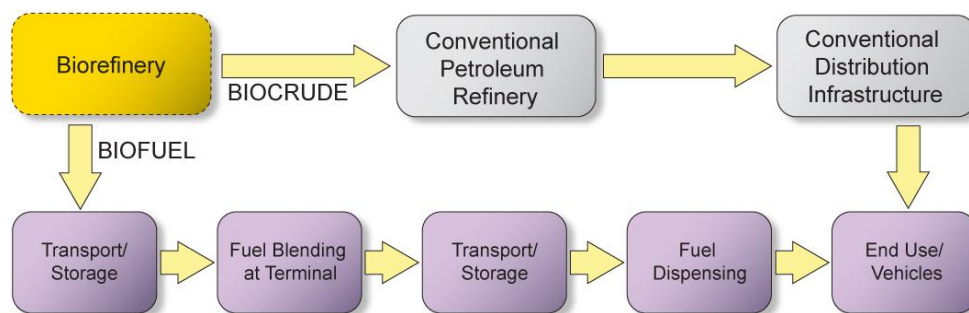 Biorefinery
BIOCRUDE
Conventional
Petroleum
Refinery
Conventional
Distribution
Infrastructure
BIOFUEL
Transport/
Storage
Fuel Blending
at Terminal
Transport/
Storage
Fuel
Dispensing
End Use/
Vehicles